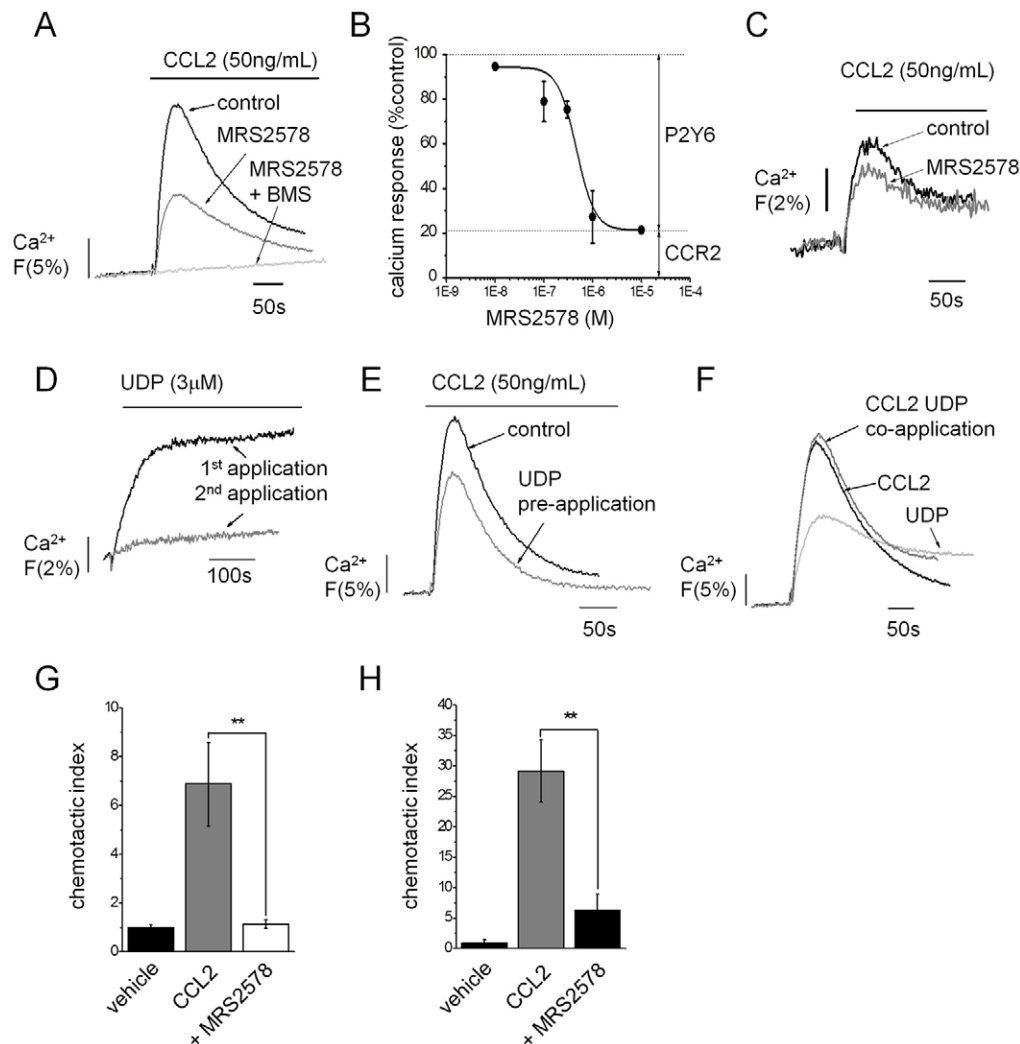 A
CCL2 (50ng/mL)
control
MRS2578
MRS2578
+ BMS
Ca²⁺
F(5%)
50s
B
calcium response (%control)
100
80
60
40
20
0
1E-9
1E-8
1E-7
1E-6
1E-5
1E-4
MRS2578 (M)
P2Y6
CCR2
C
CCL2 (50ng/mL)
control
MRS2578
Ca²⁺
F(2%)
50s
D
UDP (3µM)
1st application
2nd application
Ca²⁺
F(2%)
100s
E
CCL2 (50ng/mL)
control
UDP
pre-application
Ca²⁺
F(5%)
50s
F
CCL2 UDP
co-application
CCL2
UDP
Ca²⁺
F(5%)
50s
G
chemotactic index
10
8
6
4
2
0
**
vehicle
CCL2
+ MRS2578
H
chemotactic index
40
35
30
25
20
15
10
5
0
**
vehicle
CCL2
+ MRS2578